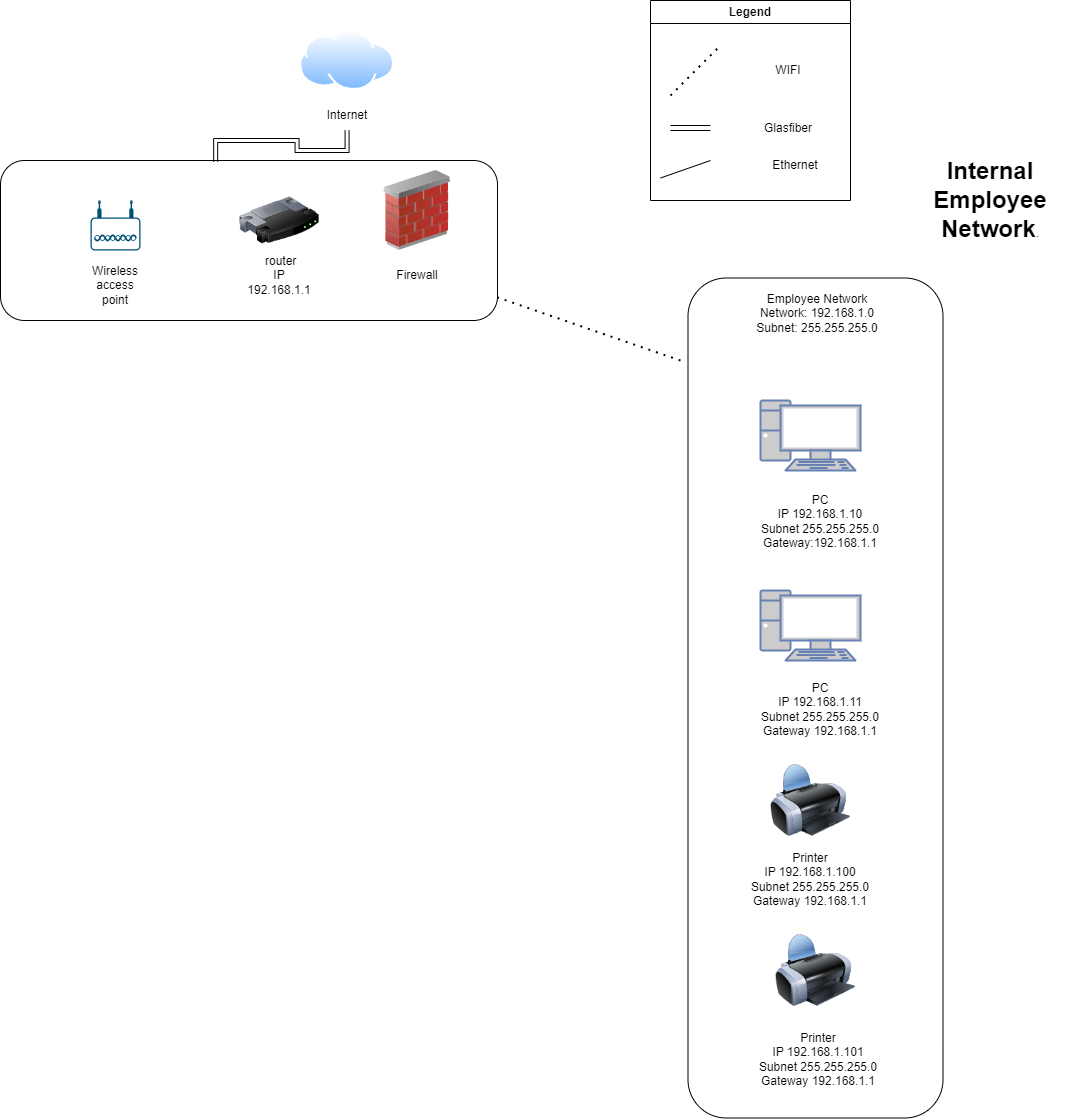 Legend
WIFI
Glasfiber
Ethernet
Internet
Internal
Employee
Network.
Wireless
access
point
router
IP
192.168.1.1
Firewall
Employee Network
Network: 192.168.1.0
Subnet: 255.255.255.0
PC
IP 192.168.1.10
Subnet 255.255.255.0
Gateway:192.168.1.1
PC
IP 192.168.1.11
Subnet 255.255.255.0
Gateway 192.168.1.1
Printer
IP 192.168.1.100
Subnet 255.255.255.0
Gateway 192.168.1.1
Printer
IP 192.168.1.101
Subnet 255.255.255.0
Gateway 192.168.1.1